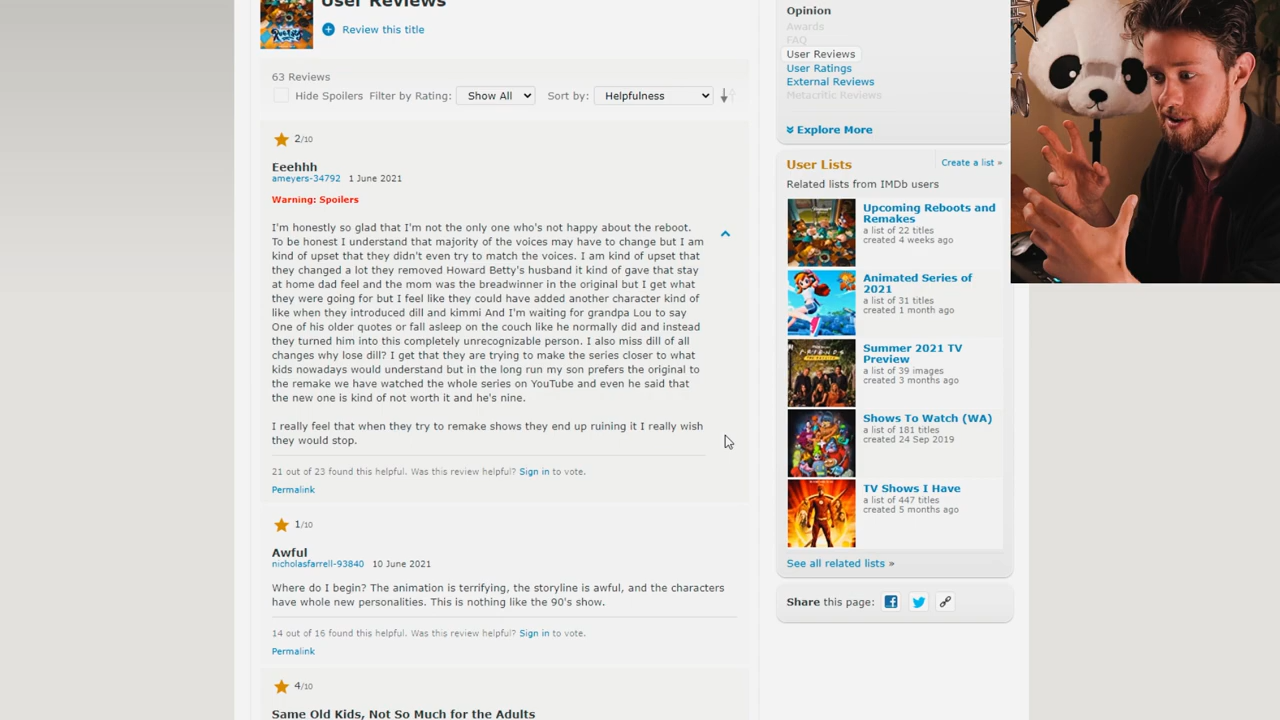 User Reviews
Review this title
63 Reviews
Hide Spoilers Filter by Rating: Show All Sort by: Helpfulness
2/10
Eeehhh
ameyers-34792 1 June 2021
Warning: Spoilers
I'm honestly so glad that I'm not the only one who's not happy about the reboot.
To be honest I understand that majority of the voices may have to change but I am
kind of upset that they didn't even try to match the voices. I am kind of upset that
they changed a lot they removed Howard Betty's husband it kind of gave that stay
at home dad feel and the mom was the breadwinner in the original but I get what
they were going for but I feel like they could have added another character kind of
like when they introduced dill and kimmi And I'm waiting for grandpa Lou to say
One of his older quotes or fall asleep on the couch like he normally did and instead
they turned him into this completely unrecognizable person. I also miss dill of all
changes why lose dill? I get that they are trying to make the series closer to what
kids nowadays would understand but in the long run my son prefers the original to
the remake we have watched the whole series on YouTube and even he said that
the new one is kind of not worth it and he's nine.
I really feel that when they try to remake shows they end up ruining it I really wish
they would stop.
21 out of 23 found this helpful. Was this review helpful? Sign in to vote.
Permalink
1/10
Awful
nicholasfarrell-93840 10 June 2021
Where do I begin? The animation is terrifying, the storyline is awful, and the characters
have whole new personalities. This is nothing like the 90's show.
14 out of 16 found this helpful. Was this review helpful? Sign in to vote.
Permalink
4/10
Same Old Kids, Not So Much for the Adults
Opinion
Awards
FAQ
User Reviews
User Ratings
External Reviews
Metacritic Reviews
Explore More
User Lists
Create a list »
Related lists from IMDb users
Upcoming Reboots and
Remakes
a list of 22 titles
created 4 weeks ago
Animated Series of
2021
a list of 31 titles
created 1 month ago
Summer 2021 TV
Preview
a list of 39 images
created 3 months ago
Shows To Watch (WA)
a list of 181 titles
created 24 Sep 2019
TV Shows I Have
a list of 447 titles
created 5 months ago
See all related lists »
Share this page: